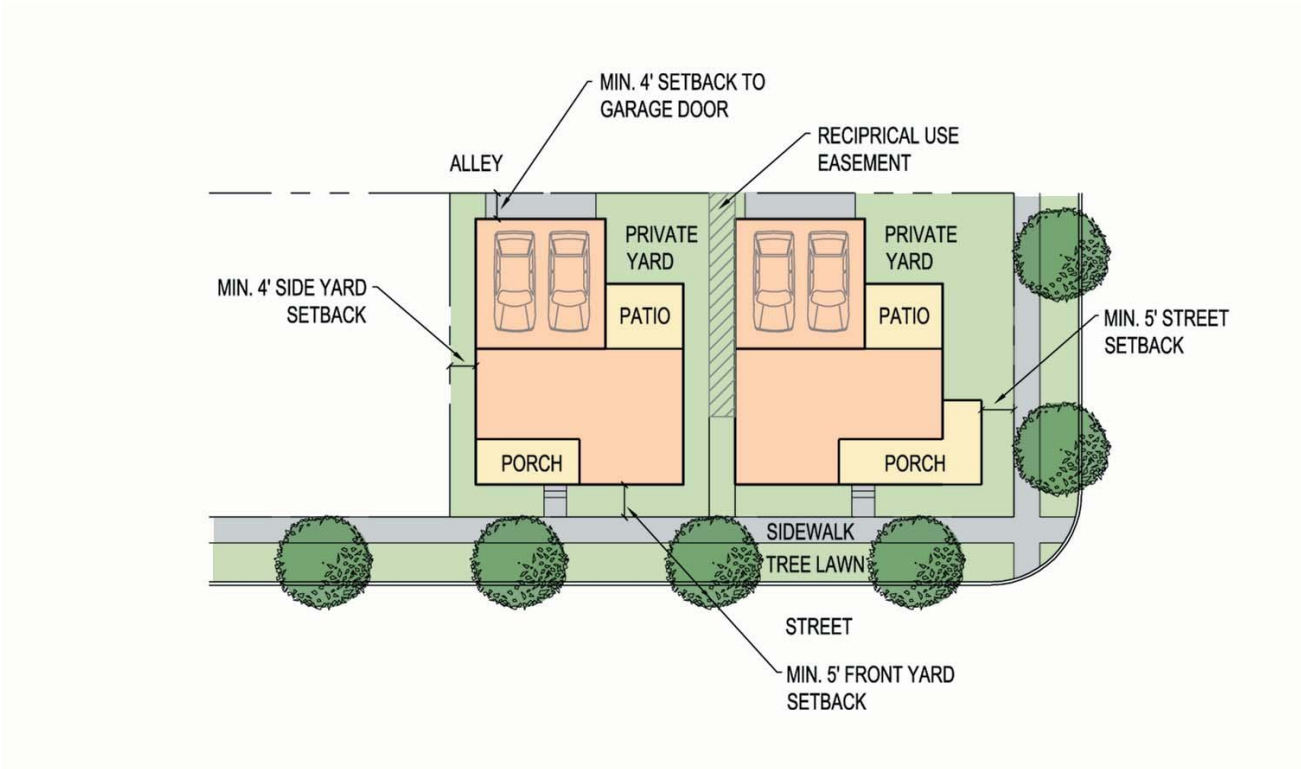 MIN. 4' SETBACK TO
GARAGE DOOR
RECIPRICAL USE
EASEMENT
ALLEY
PRIVATE
YARD
PRIVATE
YARD
MIN. 4' SIDE YARD
SETBACK
PATIO
PATIO
MIN. 5' STREET
SETBACK
PORCH
PORCH
SIDEWALK
TREE LAWN
STREET
MIN. 5' FRONT YARD
SETBACK